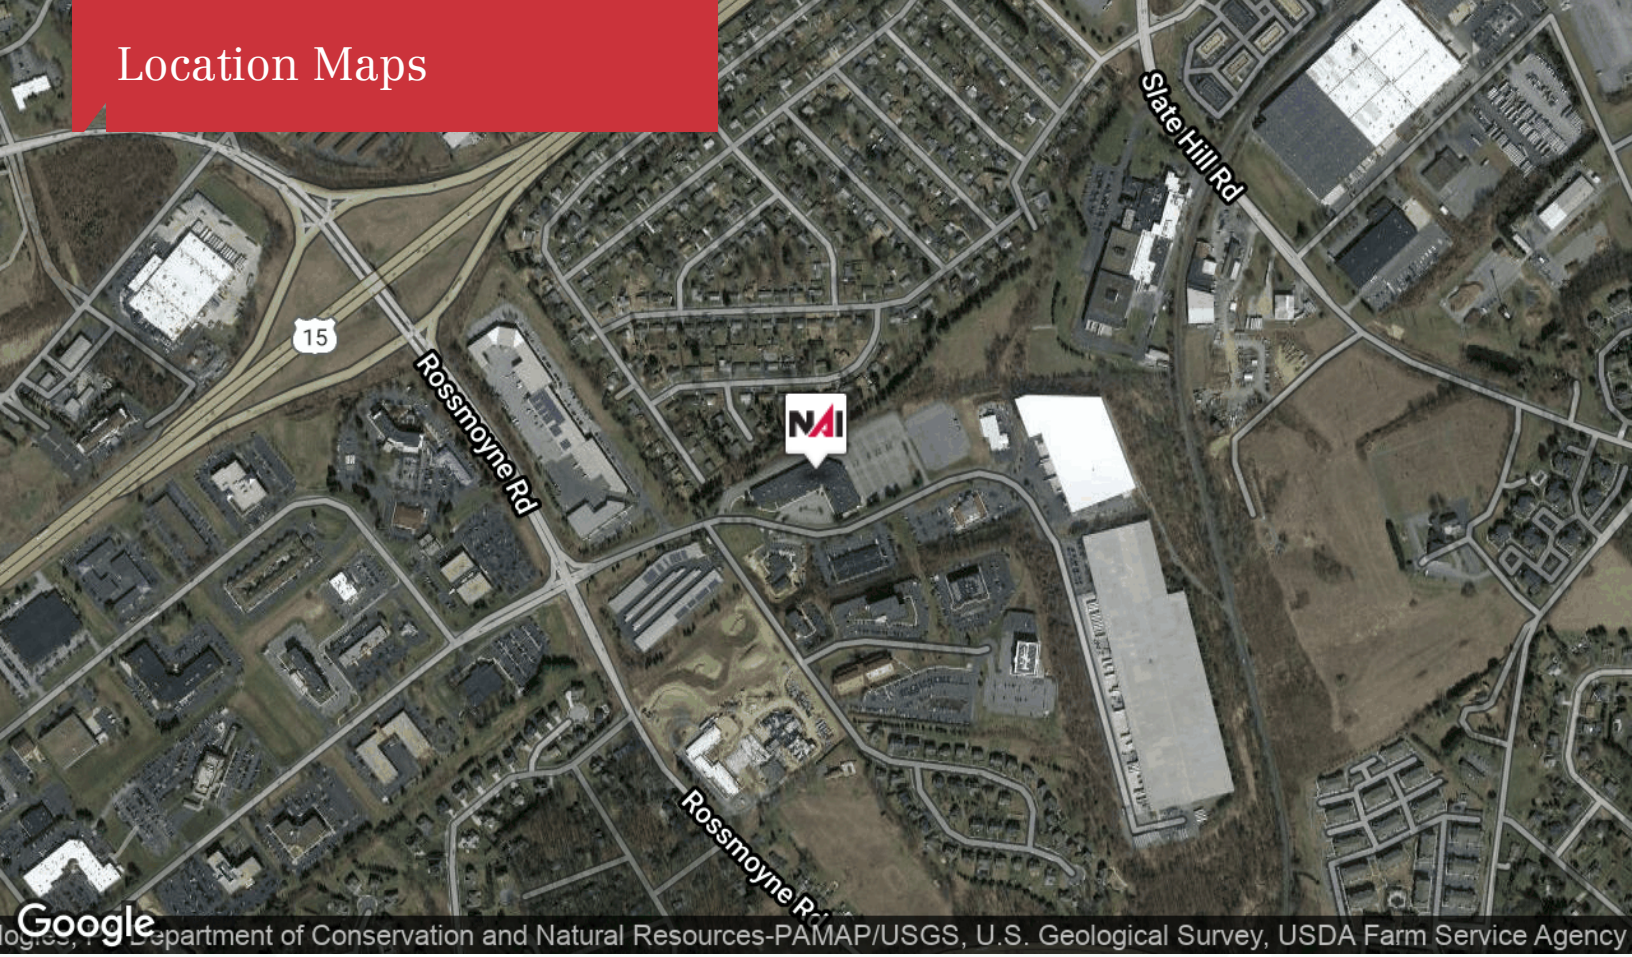 Location Maps
Slate Hill Rd
15
Rossmoyne Rd
NAI
Rossmoyne Rd
Google
Department of Conservation and Natural Resources-PAMAP/USGS, U.S. Geological Survey, USDA Farm Service Agency